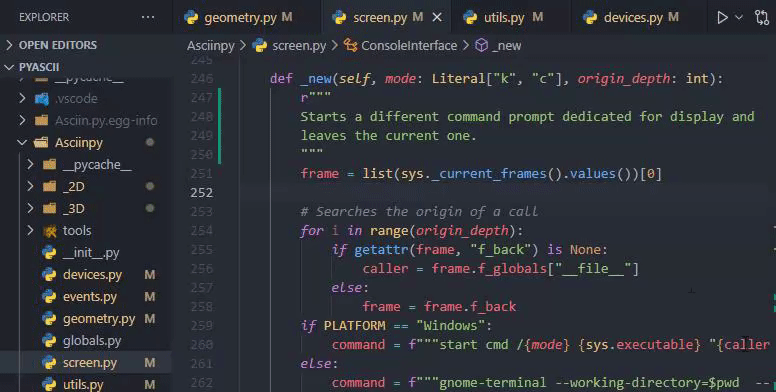 EXPLORER
OPEN EDITORS
PYASCII
__pycache__
.vscode
Asciin.py.egg-info
Asciinpy
__pycache__
_2D
_3D
tools
__init__.py
devices.py M
events.py M
geometry.py M
globals.py
screen.py M
utils.py M
geometry.py M screen.py M utils.py M devices.py M
Asciinpy > screen.py > ConsoleInterface > _new
245
246 def _new(self, mode: Literal["k", "c"], origin_depth: int):
247 r"""
248 Starts a different command prompt dedicated for display and
249 leaves the current one.
250 """
251 frame = list(sys._current_frames().values())[0]
252
253 # Searches the origin of a call
254 for i in range(origin_depth):
255 if getattr(frame, "f_back") is None:
256 caller = frame.f_globals["__file__"]
257 else:
258 frame = frame.f_back
259 if PLATFORM == "Windows":
260 command = f"""start cmd /{mode} {sys.executable} "{caller
261 else:
262 command = f"""gnome-terminal --working-directory=$pwd --